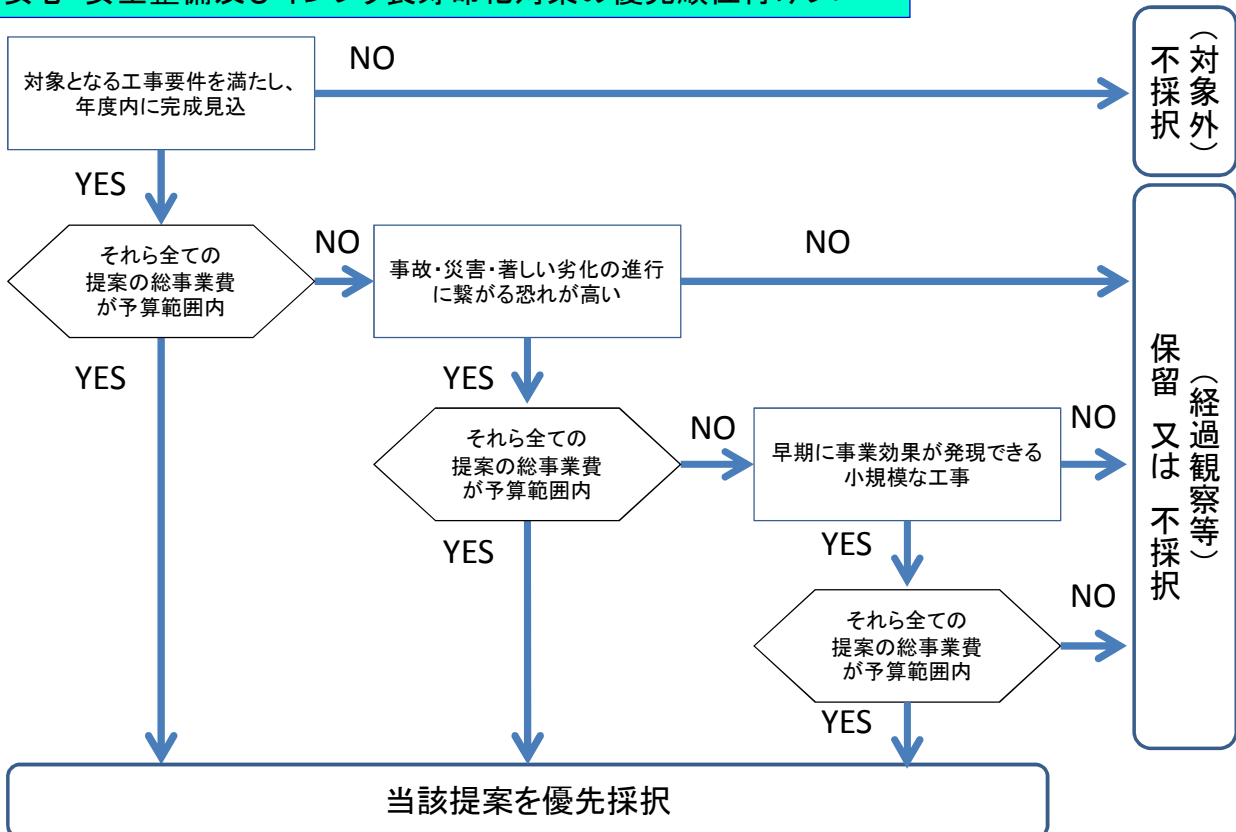 対象となる工事要件を満たし、
年度内に完成見込
NO
(対象外)
不採択
YES
それら全ての
提案の総事業費
が予算範囲内
NO
事故・災害・著しい劣化の進行
に繋がる恐れが高い
NO
YES
YES
それら全ての
提案の総事業費
が予算範囲内
NO
早期に事業効果が発現できる
小規模な工事
NO
(経過観察等)
保留 又は 不採択
YES
YES
それら全ての
提案の総事業費
が予算範囲内
NO
YES
当該提案を優先採択